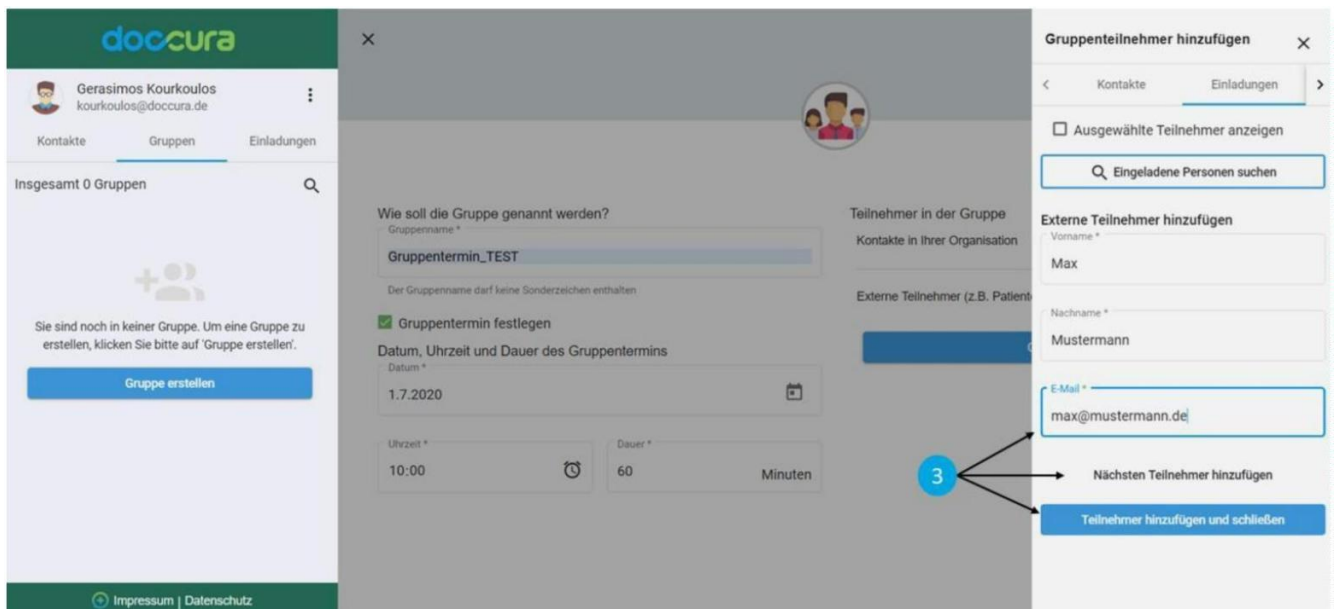 doccura
Gerasimos Kourkoulos
kourkoulos@doccura.de
Kontakte
Gruppen
Einladungen
Insgesamt 0 Gruppen
Sie sind noch in keiner Gruppe. Um eine Gruppe zu
erstellen, klicken Sie bitte auf 'Gruppe erstellen'.
Gruppe erstellen
Impressum | Datenschutz
Wie soll die Gruppe genannt werden?
Gruppenname *
Gruppentermin_TEST
Der Gruppenname darf keine Sonderzeichen enthalten
Gruppentermin festlegen
Datum, Uhrzeit und Dauer des Gruppentermins
Datum *
1.7.2020
Uhrzeit *
10:00
Dauer *
60
Minuten
Teilnehmer in der Gruppe
Kontakte in Ihrer Organisation
Externe Teilnehmer (z.B. Patient
3
Gruppenteilnehmer hinzufügen
Kontakte
Einladungen
Ausgewählte Teilnehmer anzeigen
Eingeladene Personen suchen
Externe Teilnehmer hinzufügen
Vorname *
Max
Nachname *
Mustermann
E-Mail *
max@mustermann.de
Nächsten Teilnehmer hinzufügen
Teilnehmer hinzufügen und schließen